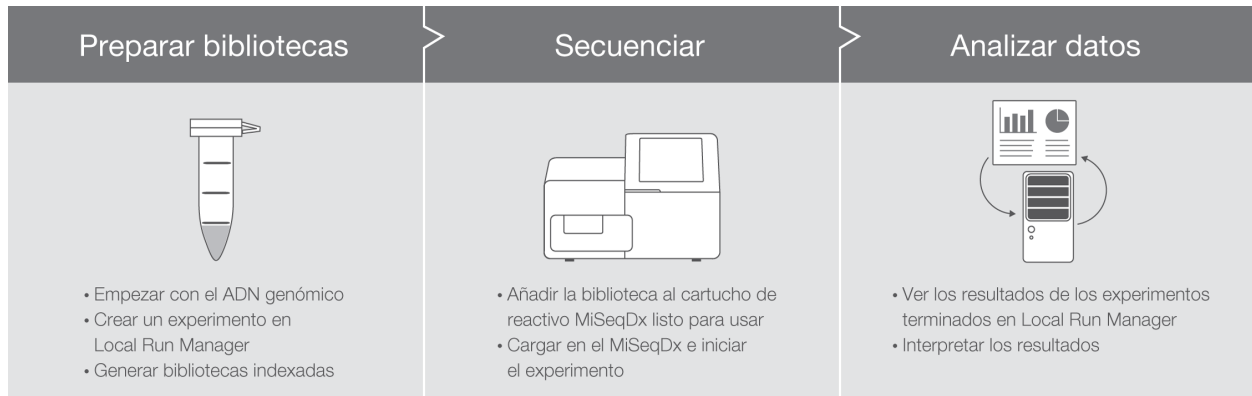 Preparar bibliotecas
Secuenciar
Analizar datos
• Empezar con el ADN genómico
• Crear un experimento en
Local Run Manager
• Generar bibliotecas indexadas
• Añadir la biblioteca al cartucho de
reactivo MiSeqDx listo para usar
• Cargar en el MiSeqDx e iniciar
el experimento
• Ver los resultados de los experimentos
terminados en Local Run Manager
• Interpretar los resultados